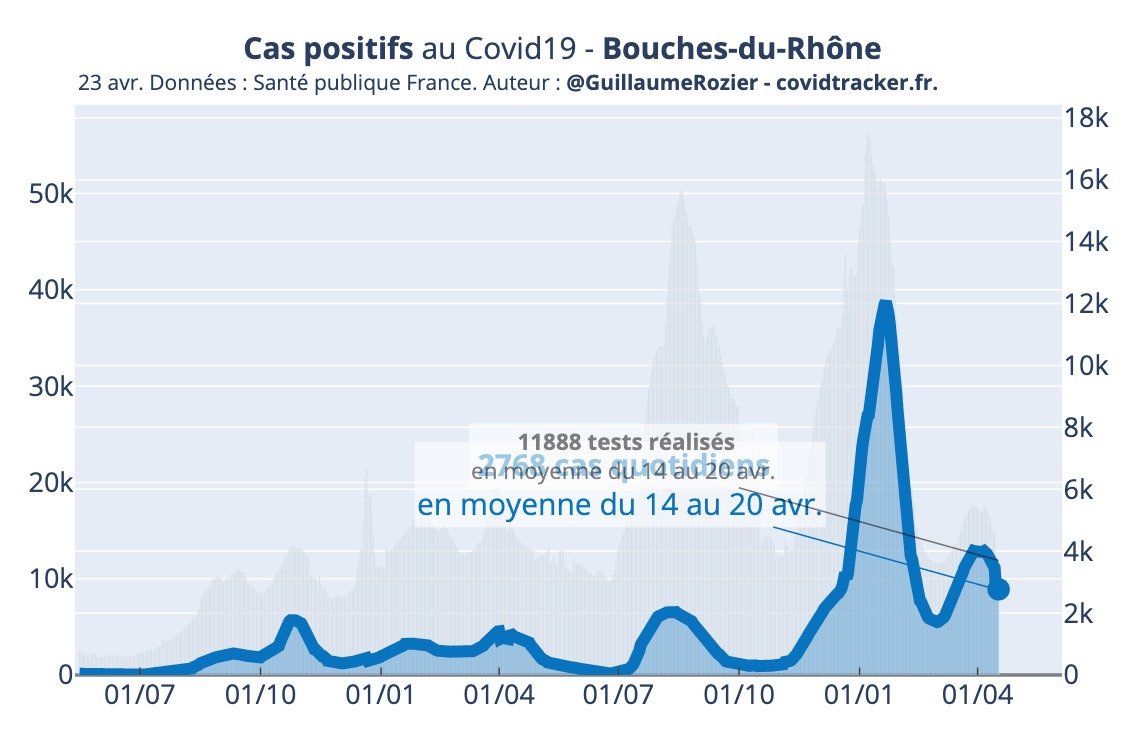 Cas positifs au Covid19 - Bouches-du-Rhône
23 avr. Données : Santé publique France. Auteur : @GuillaumeRozier - covidtracker.fr.
18k
16k
50k
14k
40k
12k
10k
30k
8k
11888 tests réalisés
2768 cas quotidiens
en moyenne du 14 au 20 avr.
20k
6k
en moyenne du 14 au 20 avr.
4k
10k
2k
0
0
01/07
01/10
01/01
01/04
01/07
01/10
01/01
01/04